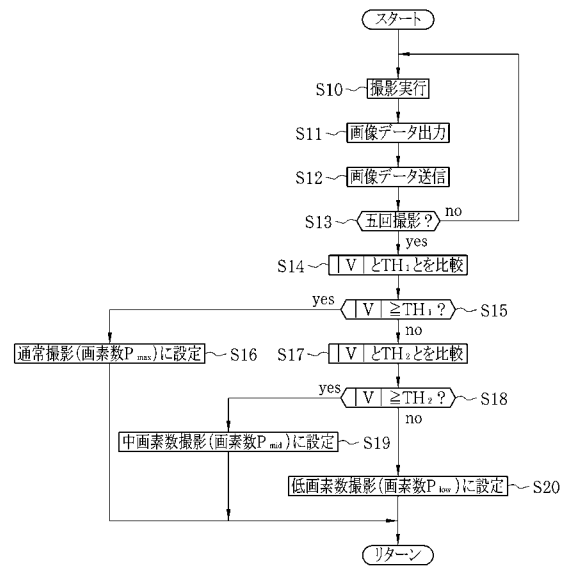 スタート
S10 撮影実行
S11 画像データ出力
S12 画像データ送信
S13 五回撮影？ no
yes
S14 |V|とTH₁とを比較
yes |V|≧TH₁？ S15
no
通常撮影(画素数Pmax)に設定 S16
S17 |V|とTH₂とを比較
yes |V|≧TH₂？ S18
no
中画素数撮影(画素数Pmid)に設定 S19
低画素数撮影(画素数Plow)に設定 S20
リターン